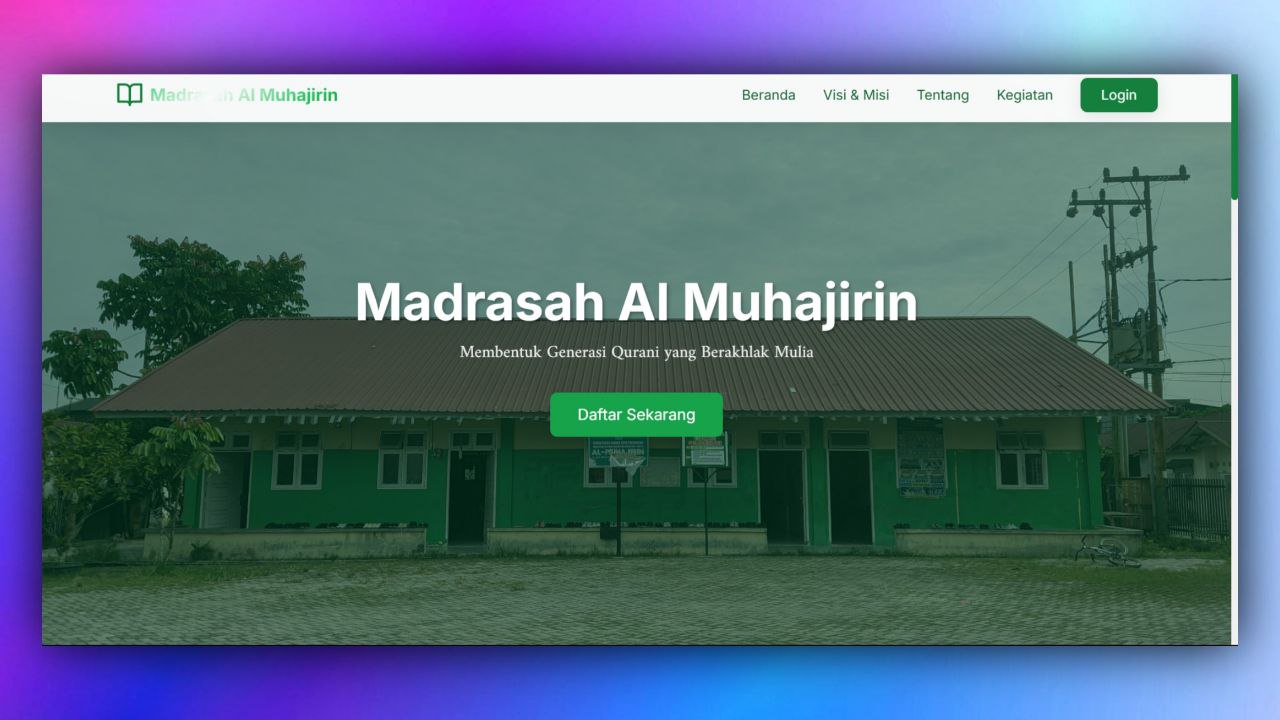 Madrasah Al Muhajirin
Beranda
Visi & Misi
Tentang
Kegiatan
Login
Madrasah Al Muhajirin
Membentuk Generasi Qurani yang Berakhlak Mulia
Daftar Sekarang